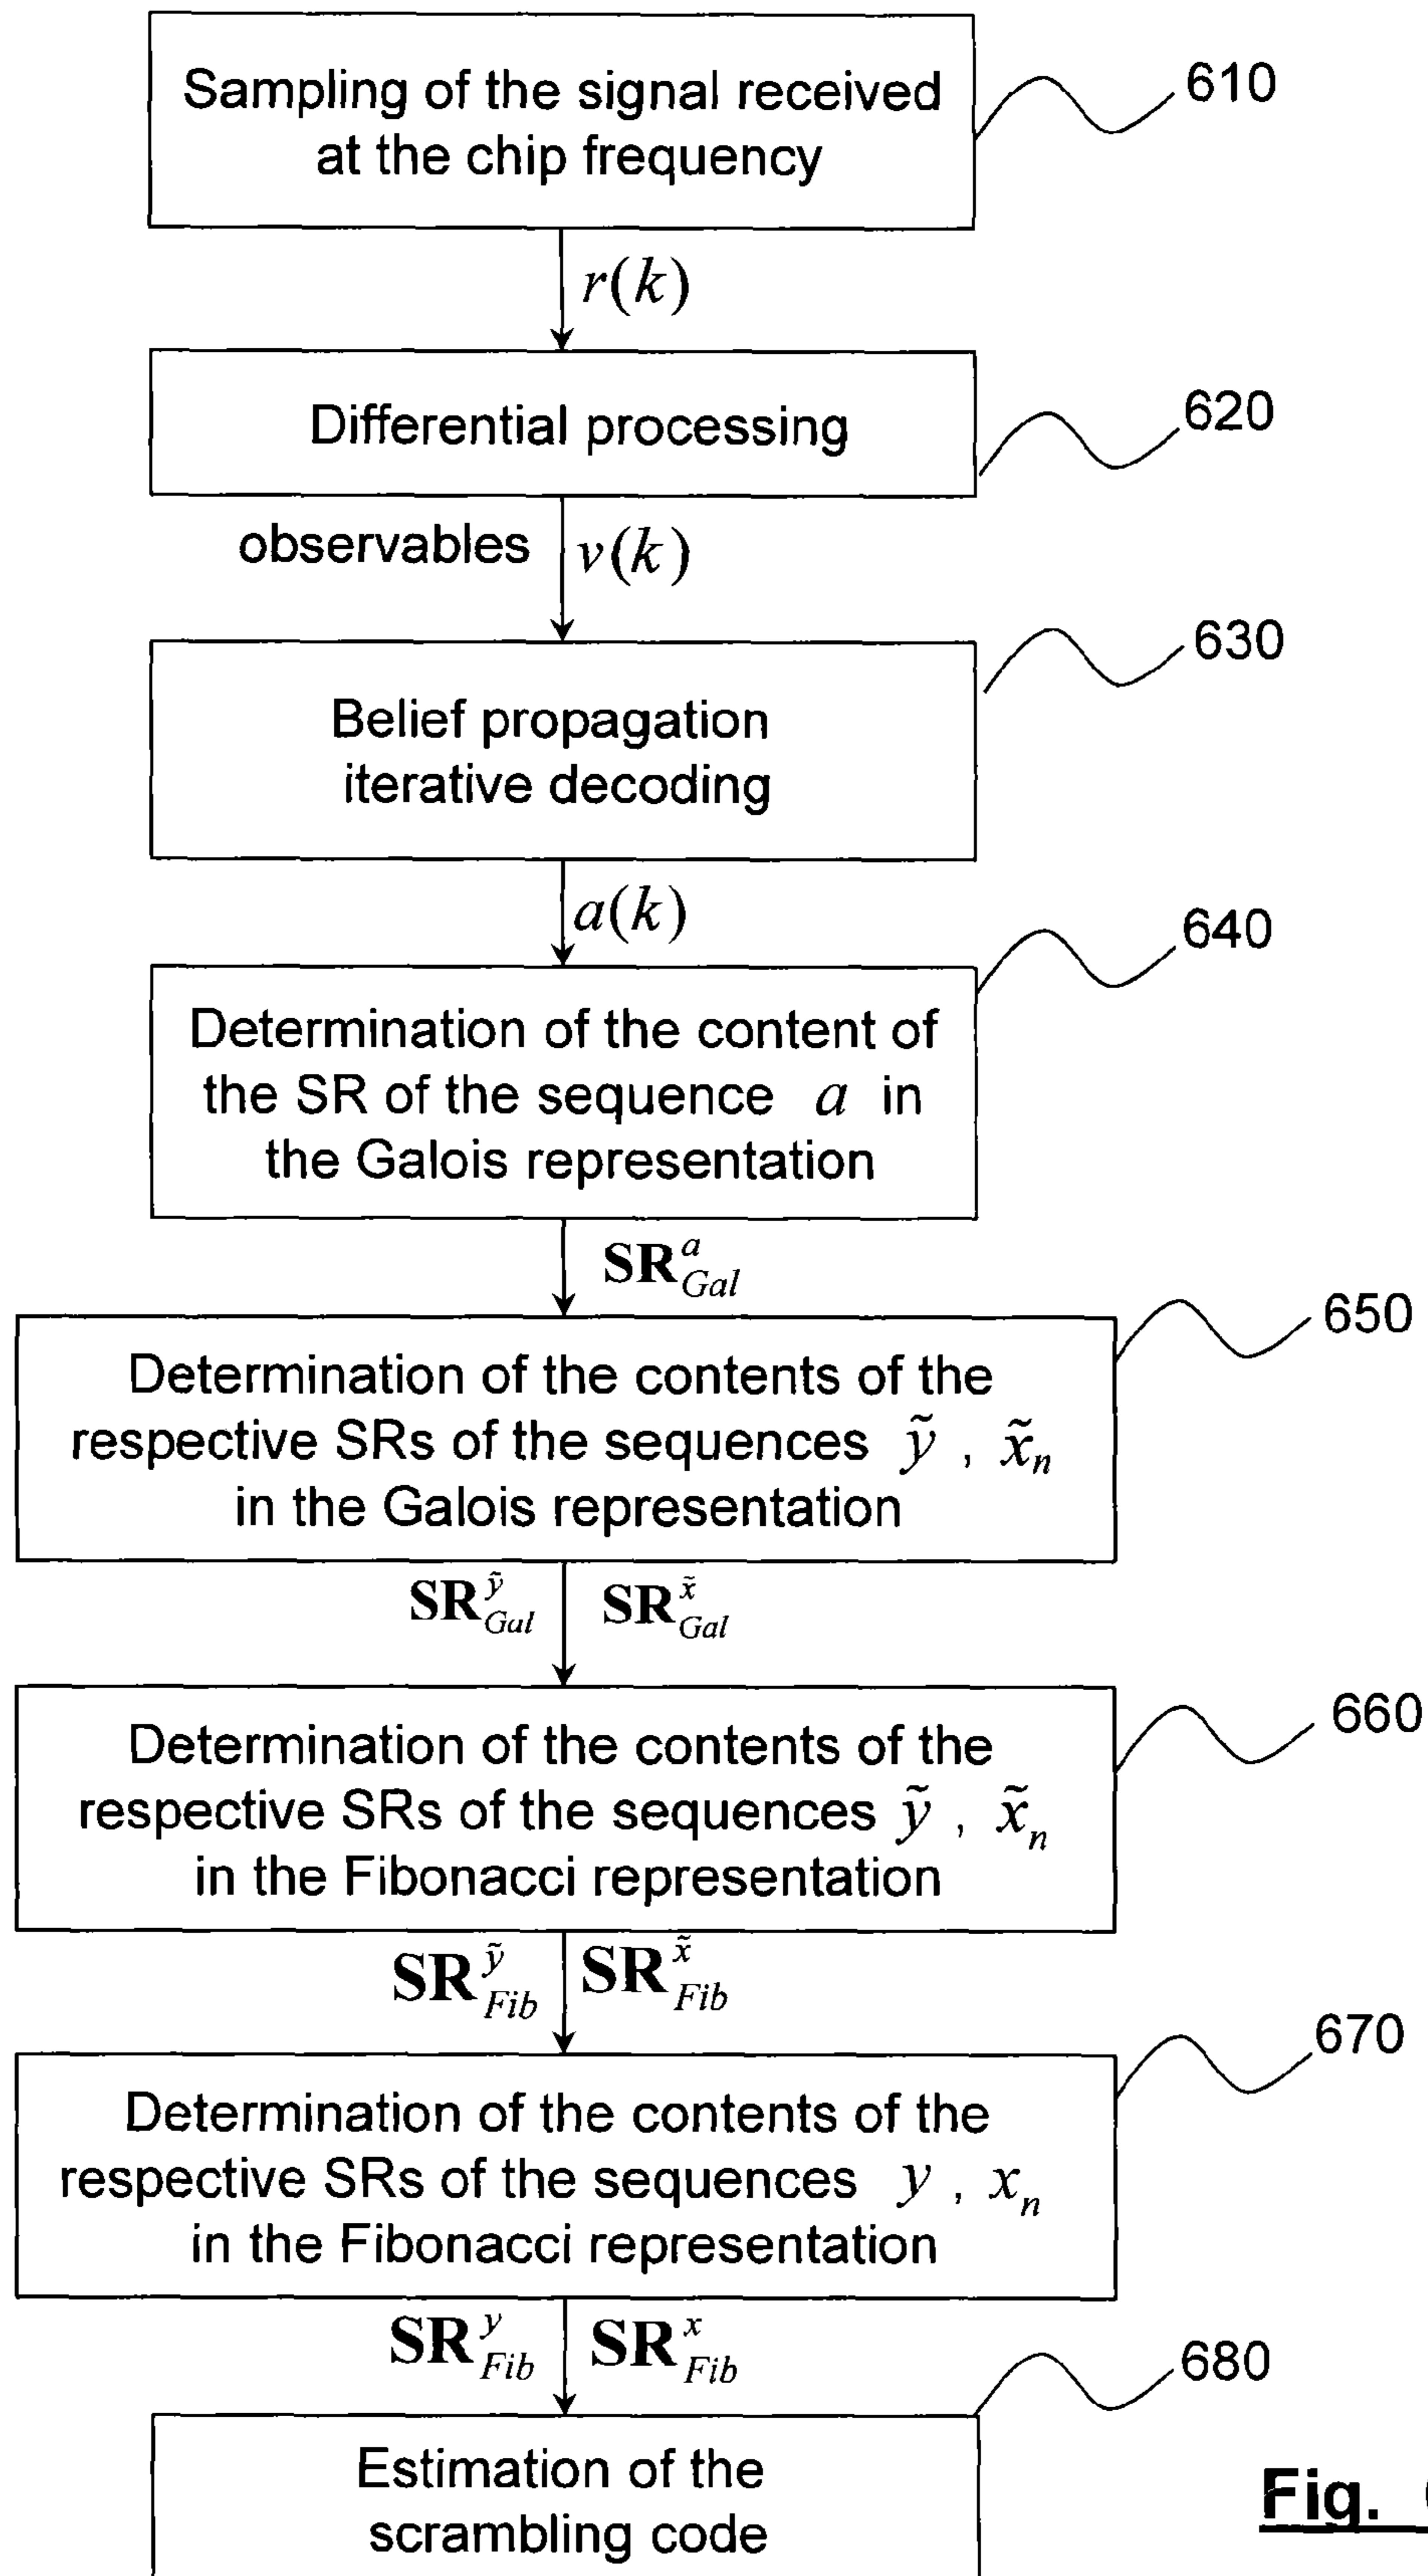 Sampling of the signal received
at the chip frequency
610
r(k)
Differential processing
620
observables v(k)
Belief propagation
iterative decoding
630
a(k)
Determination of the content of
the SR of the sequence a in
the Galois representation
640
SR^a_Gal
Determination of the contents of the
respective SRs of the sequences ỹ , x̃_n
in the Galois representation
650
SR^ỹ_Gal SR^x̃_Gal
Determination of the contents of the
respective SRs of the sequences ỹ , x̃_n
in the Fibonacci representation
660
SR^ỹ_Fib SR^x̃_Fib
Determination of the contents of the
respective SRs of the sequences y , x_n
in the Fibonacci representation
670
SR^y_Fib SR^x_Fib
Estimation of the
scrambling code
680
Fig.